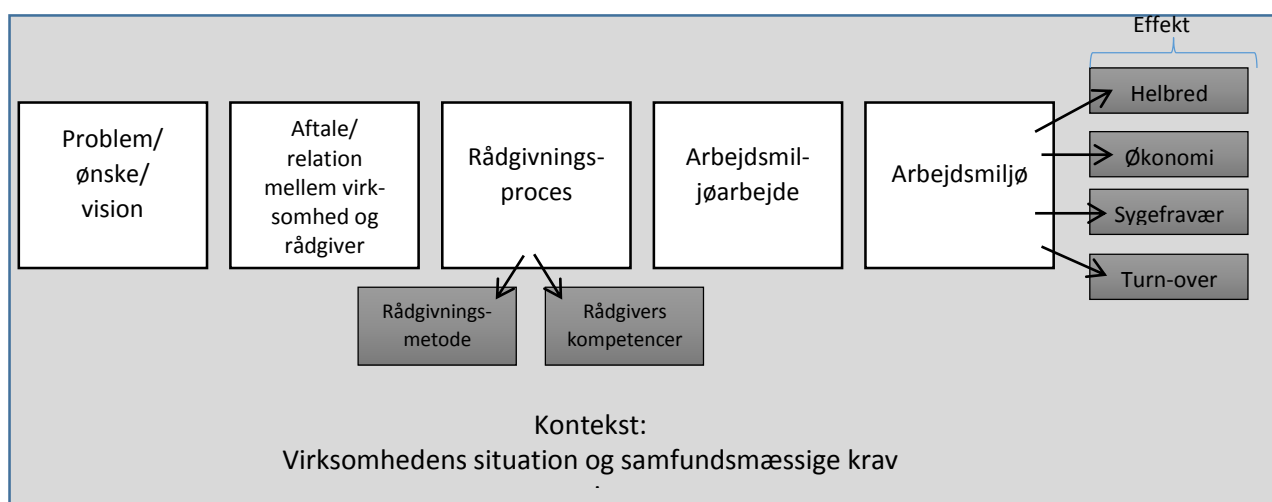 Effekt
Problem/
ønske/
vision
Aftale/
relation
mellem virk-
somhed og
rådgiver
Rådgivnings-
proces
Arbejdsmil-
jøarbejde
Arbejdsmiljø
Helbred
Økonomi
Sygefravær
Turn-over
Rådgivnings-
metode
Rådgivers
kompetencer
Kontekst:
Virksomhedens situation og samfundsmæssige krav